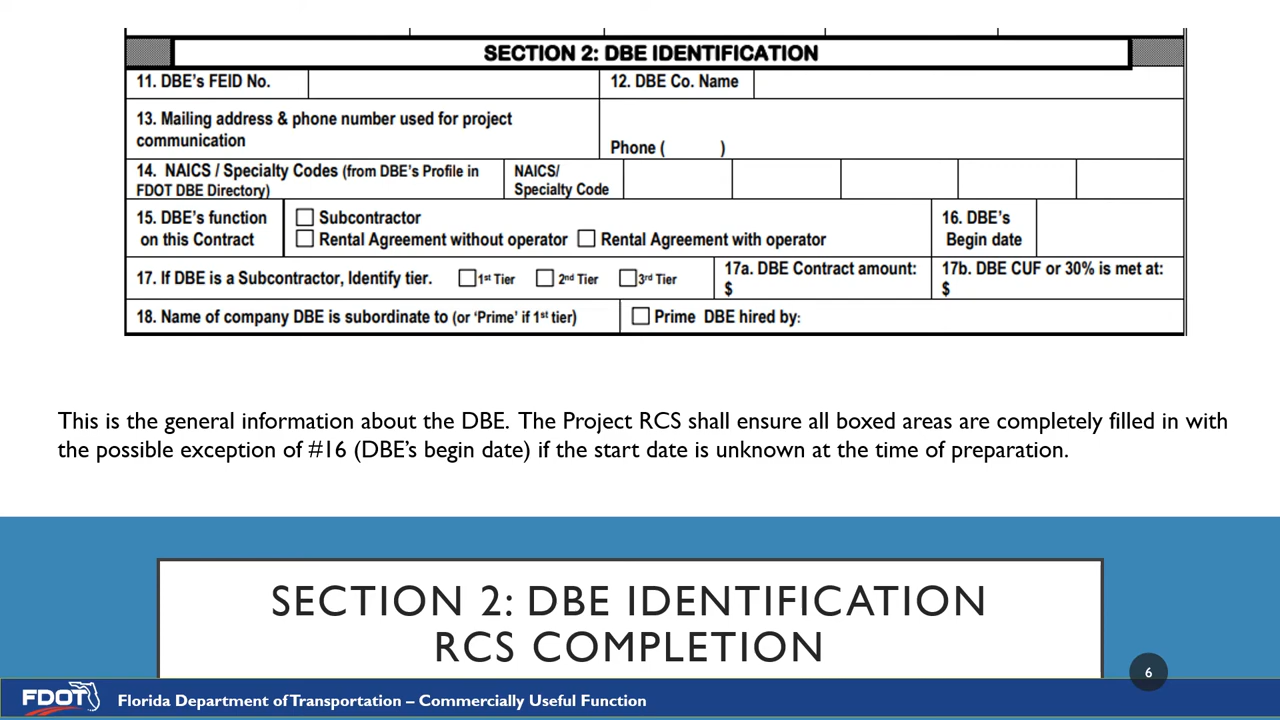 SECTION 2: DBE IDENTIFICATION
11. DBE's FEID No.
12. DBE Co. Name
13. Mailing address & phone number used for project
communication
Phone ( )
14. NAICS / Specialty Codes (from DBE's Profile in
FDOT DBE Directory)
NAICS/
Specialty Code
15. DBE's function
on this Contract
Subcontractor
Rental Agreement without operator Rental Agreement with operator
16. DBE's
Begin date
17. If DBE is a Subcontractor, Identify tier. 1st Tier 2nd Tier 3rd Tier
17a. DBE Contract amount:
$
17b. DBE CUF or 30% is met at:
$
18. Name of company DBE is subordinate to (or 'Prime' if 1st tier)
Prime DBE hired by:
This is the general information about the DBE. The Project RCS shall ensure all boxed areas are completely filled in with
the possible exception of #16 (DBE's begin date) if the start date is unknown at the time of preparation.
SECTION 2: DBE IDENTIFICATION
RCS COMPLETION
6
FDOT Florida Department of Transportation – Commercially Useful Function